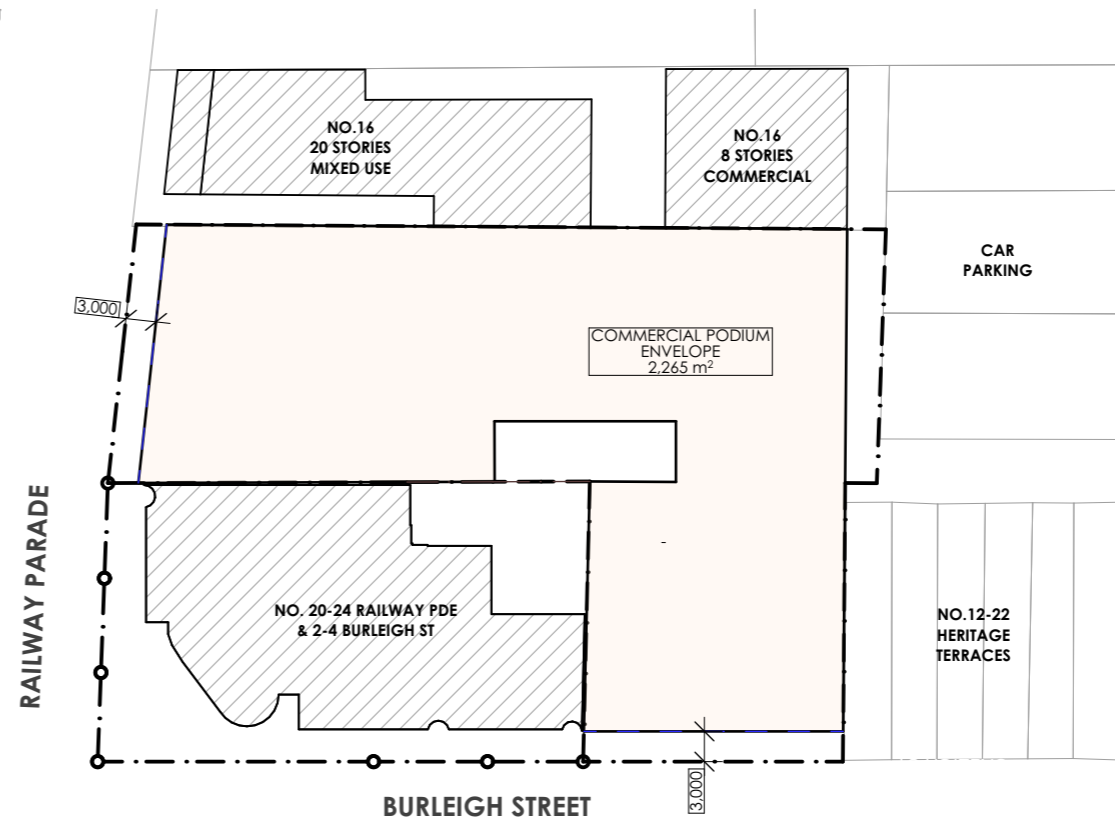 NO.16
20 STORIES
MIXED USE
NO.16
8 STORIES
COMMERCIAL
CAR
PARKING
3,000
COMMERCIAL PODIUM
ENVELOPE
2,265 m²
RAILWAY PARADE
NO. 20-24 RAILWAY PDE
& 2-4 BURLEIGH ST
NO.12-22
HERITAGE
TERRACES
3,000
BURLEIGH STREET